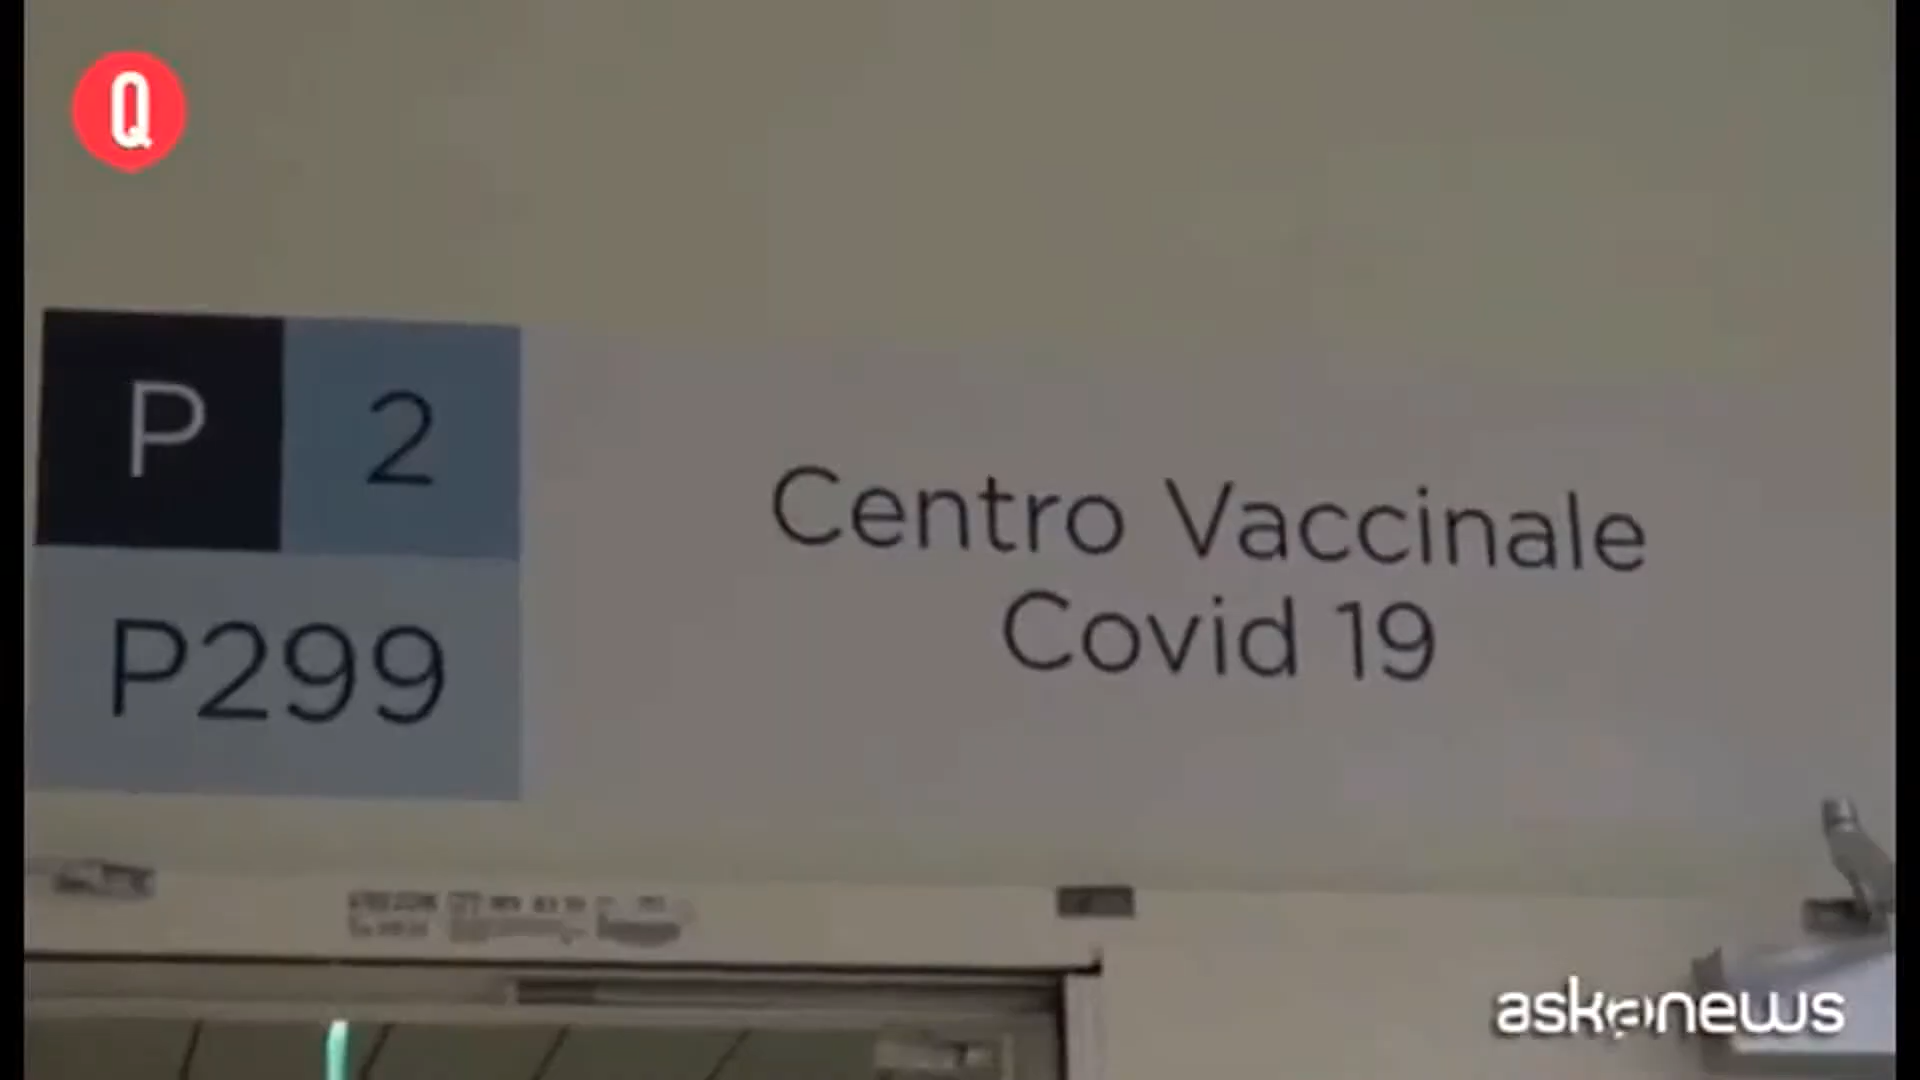 Q
P 2
P299
Centro Vaccinale
Covid 19
askanews